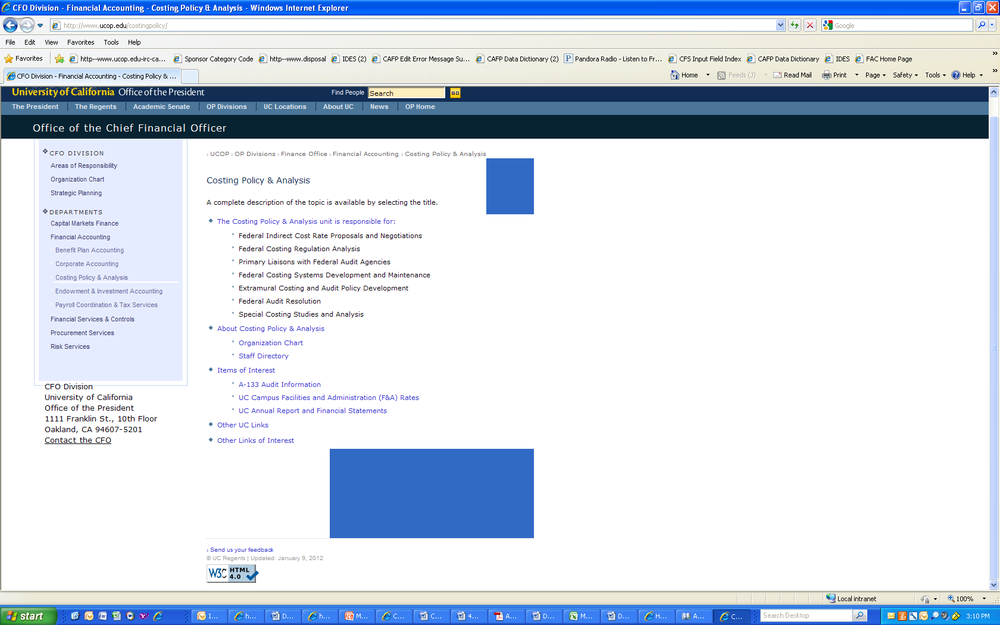 CFO Division - Financial Accounting - Costing Policy & Analysis - Windows Internet Explorer
http://www.ucop.edu/costingpolicy/
Google
File Edit View Favorites Tools Help
Favorites http--www.ucop.edu-irc-ca... Sponsor Category Code http--www.disposal IDES (2) CAFP Edit Error Message Su... CAFP Data Dictionary (2) Pandora Radio - Listen to Fr... CFS Input Field Index CAFP Data Dictionary IDES FAC Home Page
CFO Division - Financial Accounting - Costing Policy & ...
Home Feeds (J) Read Mail Print Page Safety Tools Help
University of California Office of the President
Find People Search GO
The President The Regents Academic Senate OP Divisions UC Locations About UC News OP Home
Office of the Chief Financial Officer
CFO DIVISION
Areas of Responsibility
Organization Chart
Strategic Planning
DEPARTMENTS
Capital Markets Finance
Financial Accounting
Benefit Plan Accounting
Corporate Accounting
Costing Policy & Analysis
Endowment & Investment Accounting
Payroll Coordination & Tax Services
Financial Services & Controls
Procurement Services
Risk Services
CFO Division
University of California
Office of the President
1111 Franklin St., 10th Floor
Oakland, CA 94607-5201
Contact the CFO
› UCOP › OP Divisions › Finance Office › Financial Accounting › Costing Policy & Analysis
Costing Policy & Analysis
A complete description of the topic is available by selecting the title.
The Costing Policy & Analysis unit is responsible for:
Federal Indirect Cost Rate Proposals and Negotiations
Federal Costing Regulation Analysis
Primary Liaisons with Federal Audit Agencies
Federal Costing Systems Development and Maintenance
Extramural Costing and Audit Policy Development
Federal Audit Resolution
Special Costing Studies and Analysis
About Costing Policy & Analysis
Organization Chart
Staff Directory
Items of Interest
A-133 Audit Information
UC Campus Facilities and Administration (F&A) Rates
UC Annual Report and Financial Statements
Other UC Links
Other Links of Interest
› Send us your feedback
© UC Regents | Updated: January 9, 2012
W3C HTML 4.0
Local intranet 100%
start I... h... D... h... M... C... C... 4... A... D... M... D... H... A... C... Search Desktop 3:10 PM